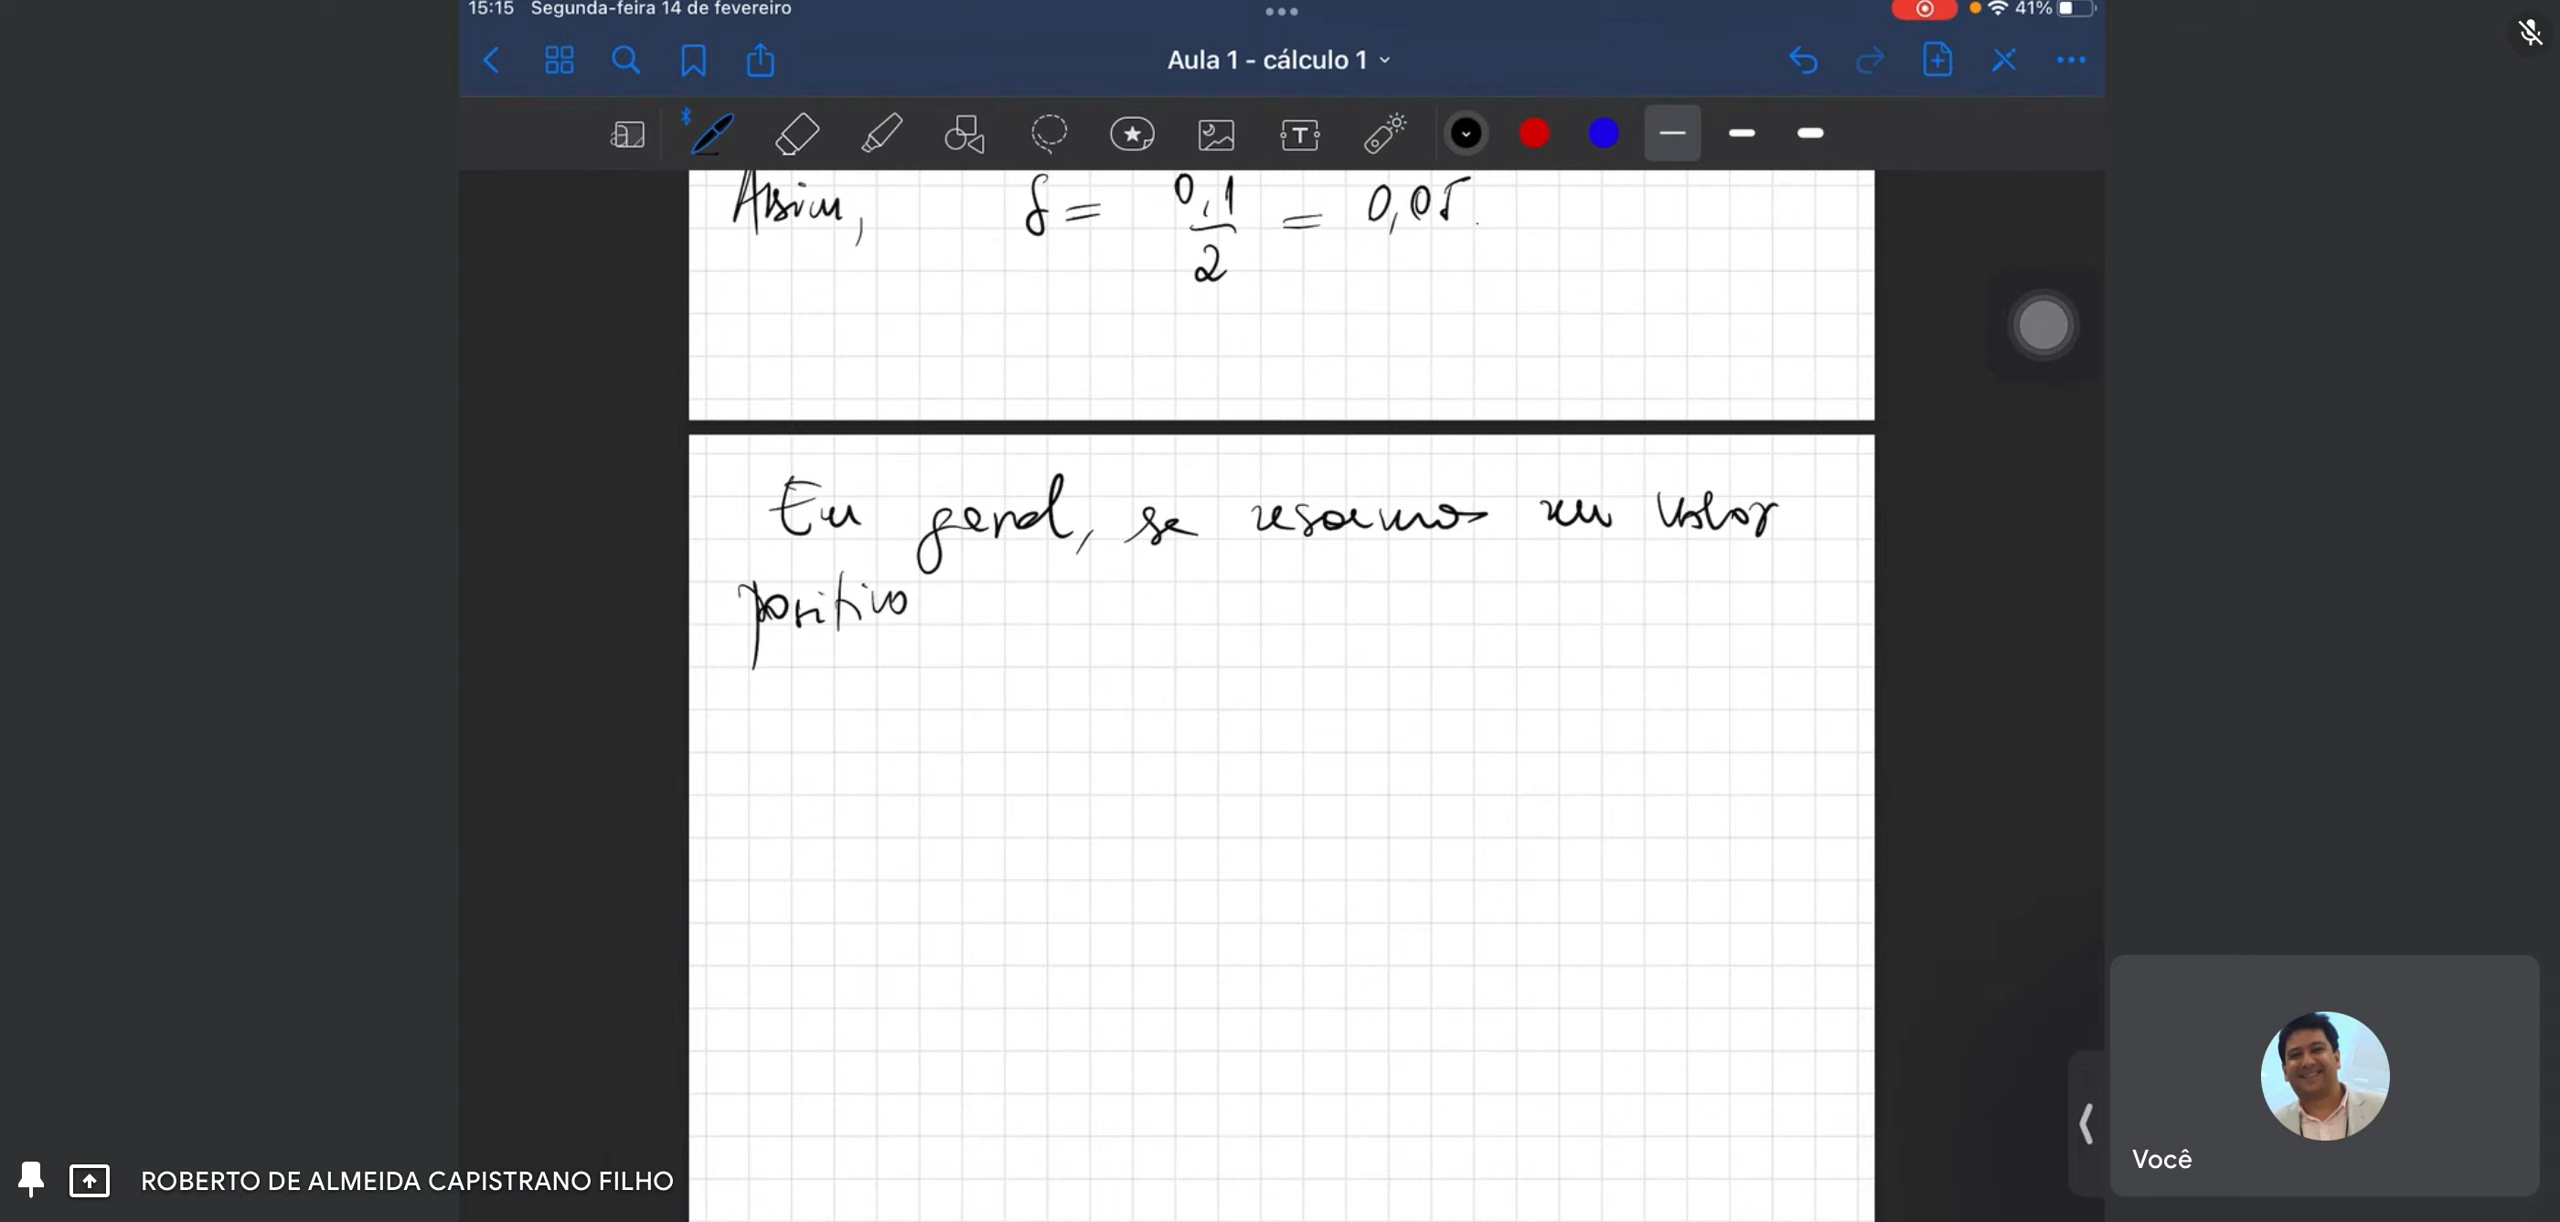 15:15 Segunda-feira 14 de fevereiro
41%
Aula 1 - cálculo 1
T
Assim, δ = 0,1/2 = 0,05.
Em geral, se usamos um valor
positivo
ROBERTO DE ALMEIDA CAPISTRANO FILHO
Você